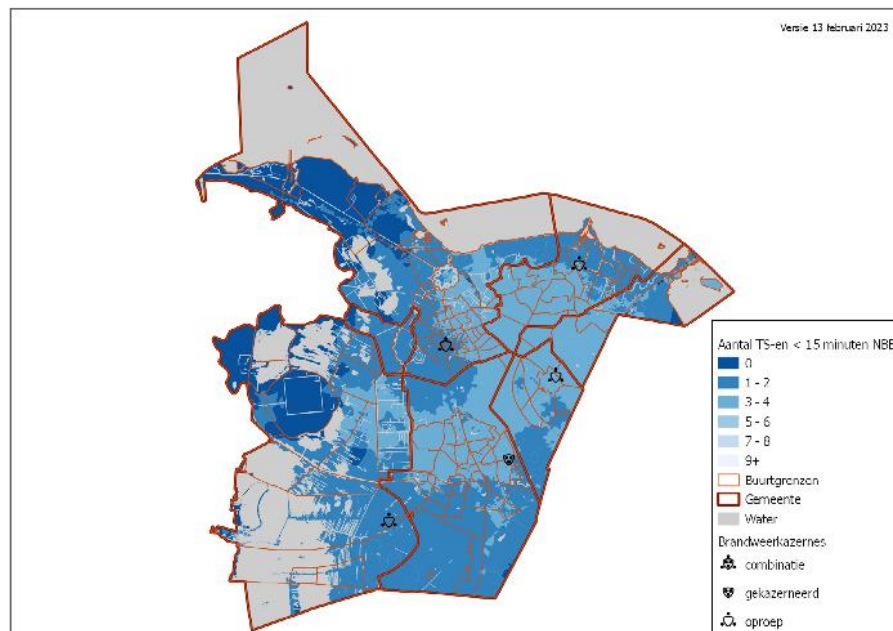 Versie 13 februari 2023
Aantal TS-en < 15 minuten NBB
0
1 - 2
3 - 4
5 - 6
7 - 8
9+
Buurtgrenzen
Gemeente
Water
Brandweerkazernes
combinatie
gekazerneerd
oproep